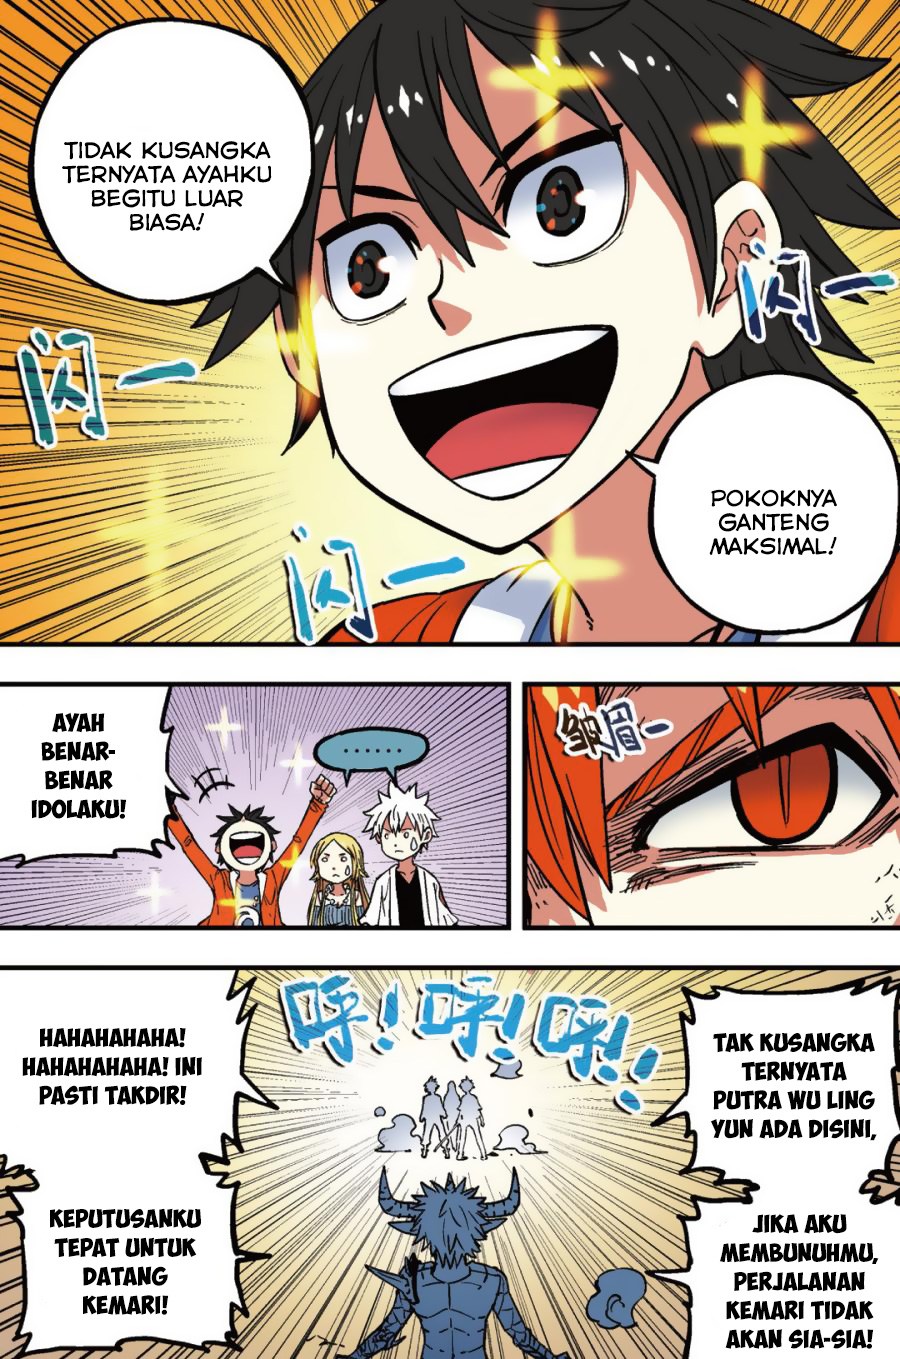 TIDAK KUSANGKA
TERNYATA AYAHKU
BEGITU LUAR
BIASA!
闪一
闪一
闪一
POKOKNYA
GANTENG
MAKSIMAL!
AYAH
BENAR-
BENAR
IDOLAKU!
.......
皱眉一
HAHAHAHAHA!
HAHAHAHAHA! INI
PASTI TAKDIR!
KEPUTUSANKU
TEPAT UNTUK
DATANG
KEMARI!
呼!呼!呼!!
TAK KUSANGKA
TERNYATA
PUTRA WU LING
YUN ADA DISINI,
JIKA AKU
MEMBUNUHMU,
PERJALANAN
KEMARI TIDAK
AKAN SIA-SIA!